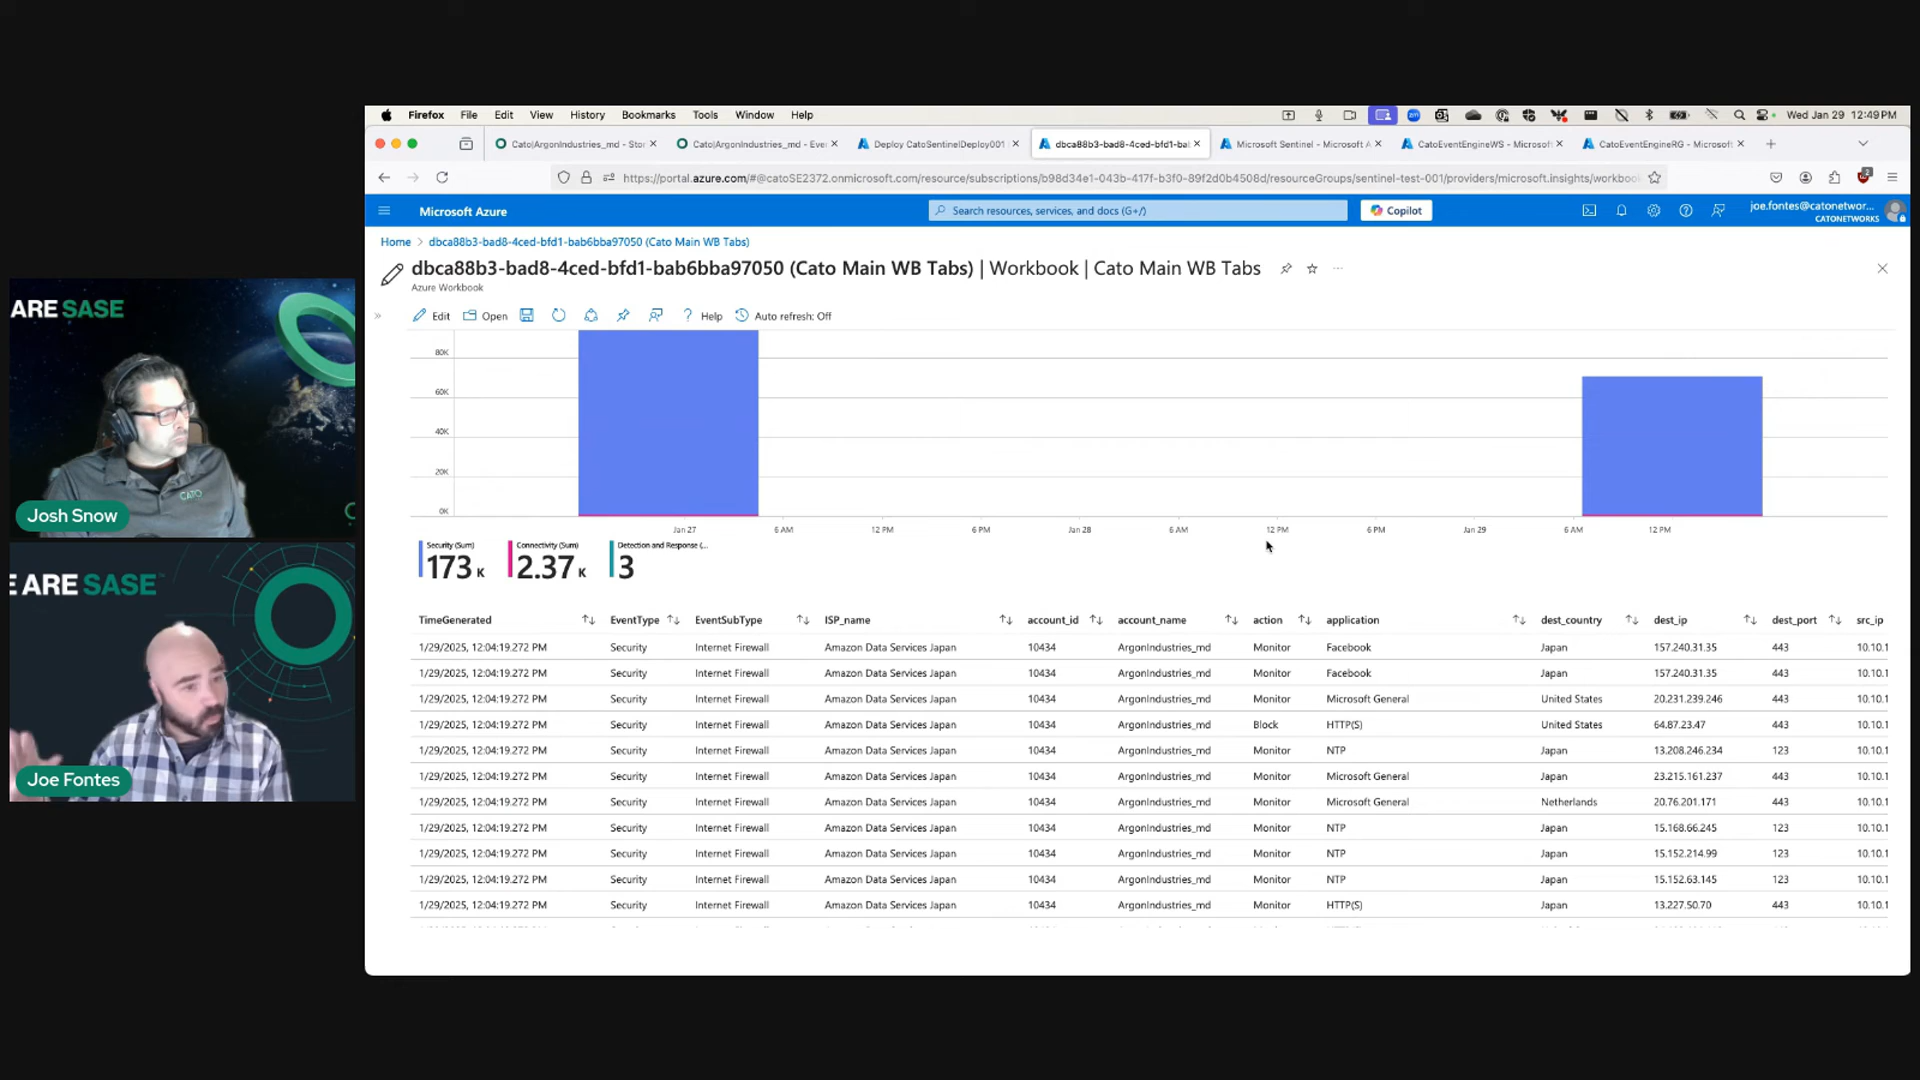 Firefox File Edit View History Bookmarks Tools Window Help Wed Jan 29 12:49 PM
Cato|ArgonIndustries_md - Stor Cato|ArgonIndustries_md - Eve Deploy CatoSentinelDeploy001 dbca88b3-bad8-4ced-bfd1-ba Microsoft Sentinel - Microsoft A CatoEventEngineWS - Microsoft CatoEventEngineRG - Microsoft
https://portal.azure.com/#@catoSE2372.onmicrosoft.com/resource/subscriptions/b98d34e1-043b-417f-b3f0-89f2d0b4508d/resourceGroups/sentinel-test-001/providers/microsoft.insights/workboo
Microsoft Azure
Search resources, services, and docs (G+/)
Copilot
joe.fontes@catonetwor...
CATONETWORKS
Home > dbca88b3-bad8-4ced-bfd1-bab6bba97050 (Cato Main WB Tabs)
dbca88b3-bad8-4ced-bfd1-bab6bba97050 (Cato Main WB Tabs) | Workbook | Cato Main WB Tabs
Azure Workbook
Edit Open ? Help Auto refresh: Off
80K
60K
40K
20K
0K
Jan 27 6 AM 12 PM 6 PM Jan 28 6 AM 12 PM 6 PM Jan 29 6 AM 12 PM
Security (Sum) Connectivity (Sum) Detection and Response (...
173 K 2.37 K 3
TimeGenerated EventType EventSubType ISP_name account_id account_name action application dest_country dest_ip dest_port src_ip
1/29/2025, 12:04:19.272 PM Security Internet Firewall Amazon Data Services Japan 10434 ArgonIndustries_md Monitor Facebook Japan 157.240.31.35 443 10.10.1
1/29/2025, 12:04:19.272 PM Security Internet Firewall Amazon Data Services Japan 10434 ArgonIndustries_md Monitor Facebook Japan 157.240.31.35 443 10.10.1
1/29/2025, 12:04:19.272 PM Security Internet Firewall Amazon Data Services Japan 10434 ArgonIndustries_md Monitor Microsoft General United States 20.231.239.246 443 10.10.1
1/29/2025, 12:04:19.272 PM Security Internet Firewall Amazon Data Services Japan 10434 ArgonIndustries_md Block HTTP(S) United States 64.87.23.47 443 10.10.1
1/29/2025, 12:04:19.272 PM Security Internet Firewall Amazon Data Services Japan 10434 ArgonIndustries_md Monitor NTP Japan 13.208.246.234 123 10.10.1
1/29/2025, 12:04:19.272 PM Security Internet Firewall Amazon Data Services Japan 10434 ArgonIndustries_md Monitor Microsoft General Japan 23.215.161.237 443 10.10.1
1/29/2025, 12:04:19.272 PM Security Internet Firewall Amazon Data Services Japan 10434 ArgonIndustries_md Monitor Microsoft General Netherlands 20.76.201.171 443 10.10.1
1/29/2025, 12:04:19.272 PM Security Internet Firewall Amazon Data Services Japan 10434 ArgonIndustries_md Monitor NTP Japan 15.168.66.245 123 10.10.1
1/29/2025, 12:04:19.272 PM Security Internet Firewall Amazon Data Services Japan 10434 ArgonIndustries_md Monitor NTP Japan 15.152.214.99 123 10.10.1
1/29/2025, 12:04:19.272 PM Security Internet Firewall Amazon Data Services Japan 10434 ArgonIndustries_md Monitor NTP Japan 15.152.63.145 123 10.10.1
1/29/2025, 12:04:19.272 PM Security Internet Firewall Amazon Data Services Japan 10434 ArgonIndustries_md Monitor HTTP(S) Japan 13.227.50.70 443 10.10.1
ARE SASE
CATO
Josh Snow
E ARE SASE™
Joe Fontes